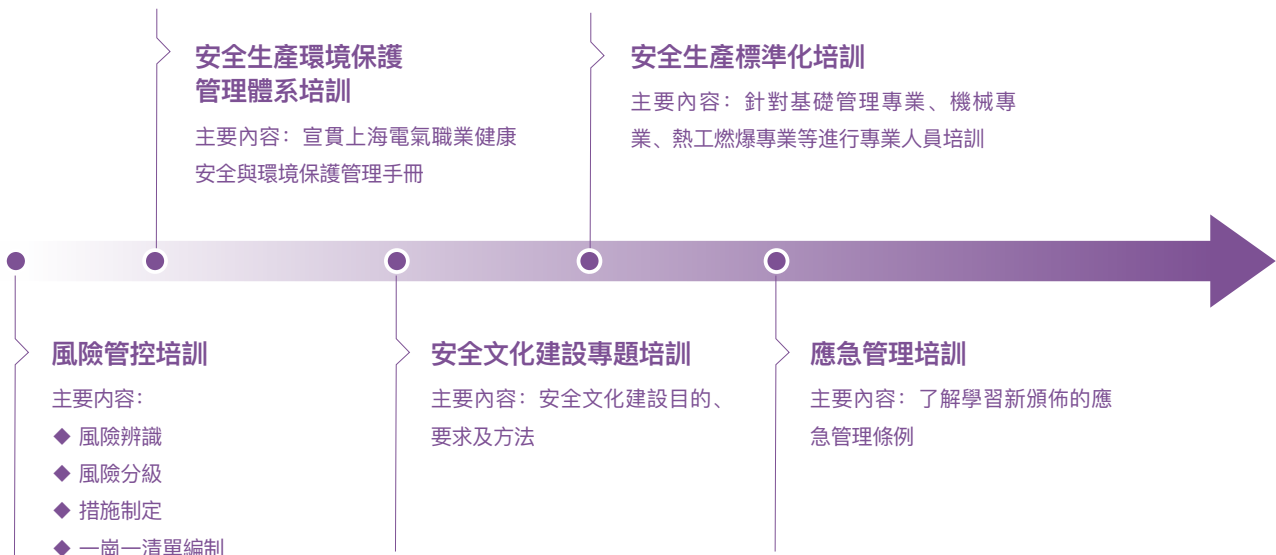 安全生產環境保護
管理體系培訓
主要內容：宣貫上海電氣職業健康
安全與環境保護管理手冊
安全生產標準化培訓
主要內容：針對基礎管理專業、機械專
業、熱工燃爆專業等進行專業人員培訓
風險管控培訓
主要內容：
◆ 風險辨識
◆ 風險分級
◆ 措施制定
◆ 一崗一清單編制
安全文化建設專題培訓
主要內容：安全文化建設目的、
要求及方法
應急管理培訓
主要內容：了解學習新頒佈的應
急管理條例